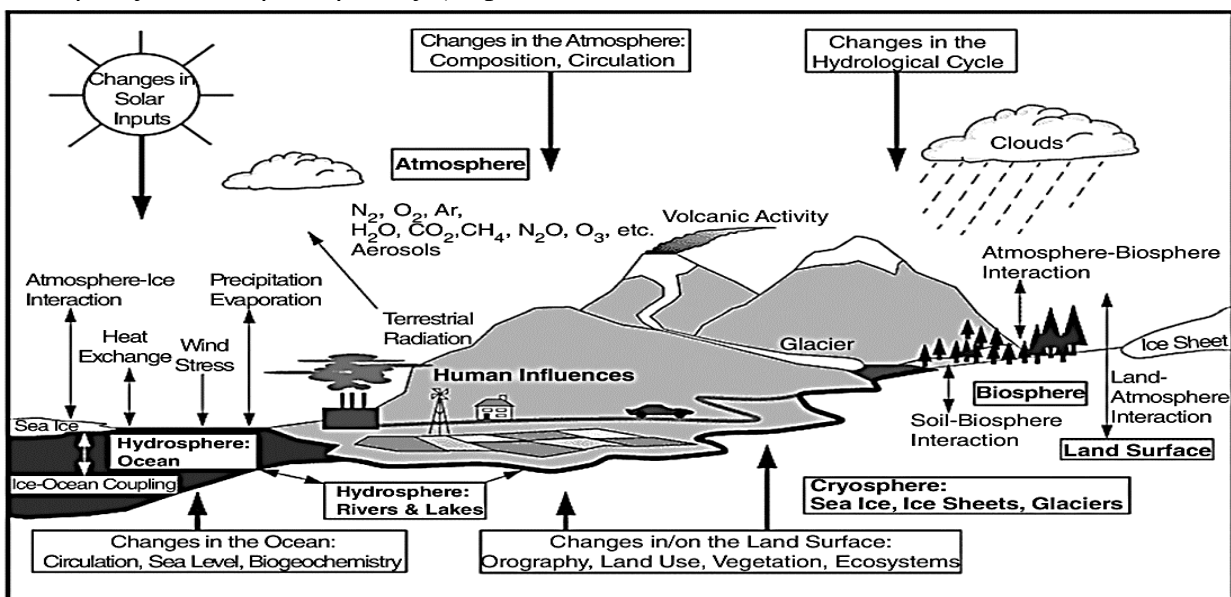 Changes in the Atmosphere:
Composition, Circulation
Changes in the
Hydrological Cycle
Changes in
Solar
Inputs
Clouds
Atmosphere
N2, O2, Ar,
H2O, CO2,CH4, N2O, O3, etc.
Aerosols
Volcanic Activity
Atmosphere-Biosphere
Interaction
Atmosphere-Ice
Interaction
Precipitation
Evaporation
Terrestrial
Radiation
Heat
Exchange
Wind
Stress
Glacier
Ice Sheet
Human Influences
Biosphere
Land-
Atmosphere
Interaction
Soil-Biosphere
Interaction
Sea Ice
Hydrosphere:
Ocean
Land Surface
Ice-Ocean Coupling
Hydrosphere:
Rivers & Lakes
Cryosphere:
Sea Ice, Ice Sheets, Glaciers
Changes in the Ocean:
Circulation, Sea Level, Biogeochemistry
Changes in/on the Land Surface:
Orography, Land Use, Vegetation, Ecosystems